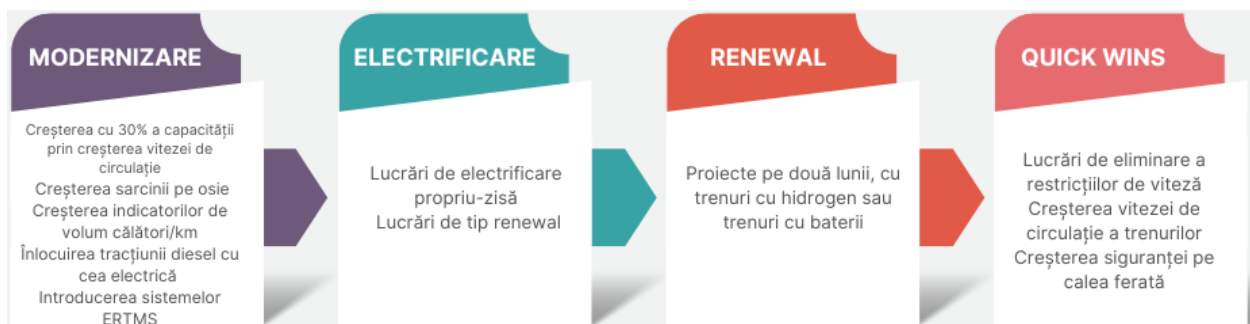 MODERNIZARE
Creșterea cu 30% a capacității
prin creșterea vitezei de
circulație
Creșterea sarcinii pe osie
Creșterea indicatorilor de
volum călători/km
Înlocuirea tracțiunii diesel cu
cea electrică
Introducerea sistemelor
ERTMS
ELECTRIFICARE
Lucrări de electrificare
propriu-zisă
Lucrări de tip renewal
RENEWAL
Proiecte pe două lunii, cu
trenuri cu hidrogen sau
trenuri cu baterii
QUICK WINS
Lucrări de eliminare a
restricțiilor de viteză
Creșterea vitezei de
circulație a trenurilor
Creșterea siguranței pe
calea ferată